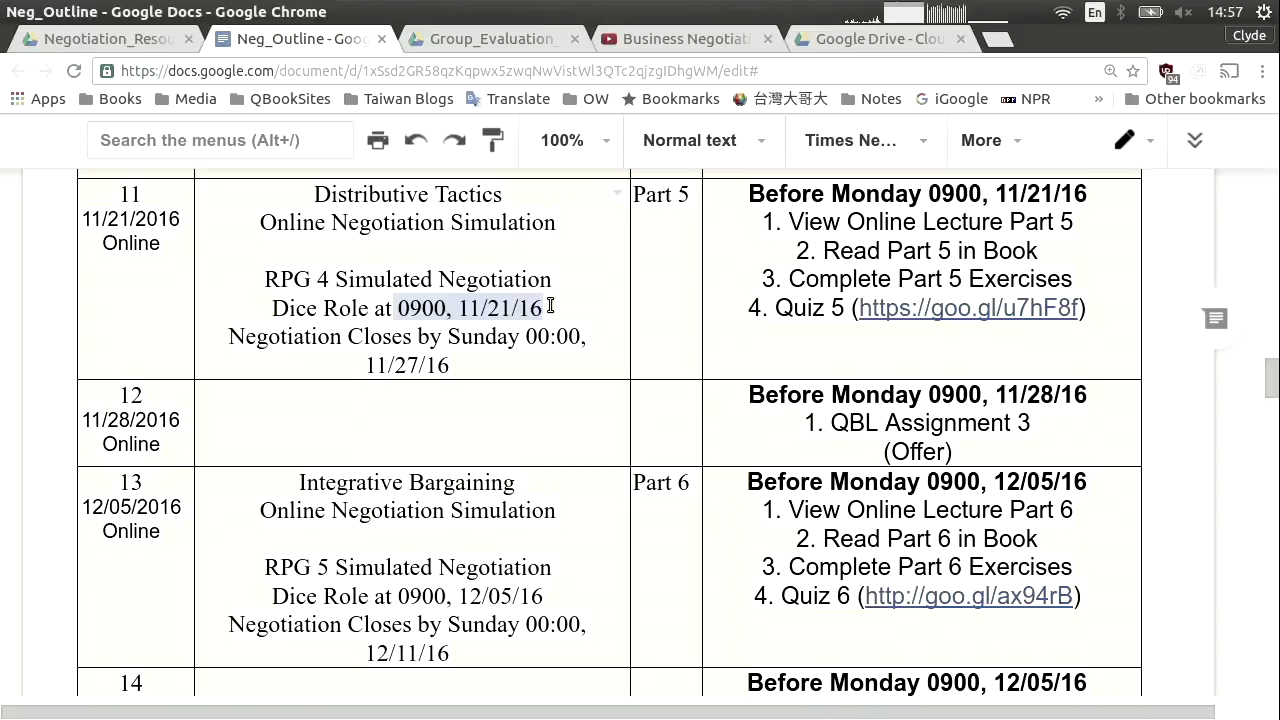 Neg_Outline - Google Docs - Google Chrome
En
14:57
Negotiation_Resou
Neg_Outline - Goo
Group_Evaluation_
Business Negotiati
Google Drive - Clou
Clyde
94
Apps
Books
Media
QBookSites
Taiwan Blogs
Translate
OW
Bookmarks
台灣大哥大
Notes
iGoogle
npr
NPR
»
Other bookmarks
Search the menus (Alt+/)
100%
Normal text
Times Ne...
More
11
11/21/2016
Online
Distributive Tactics
Online Negotiation Simulation
RPG 4 Simulated Negotiation
Dice Role at 0900, 11/21/16
Negotiation Closes by Sunday 00:00,
11/27/16
Part 5
Before Monday 0900, 11/21/16
1. View Online Lecture Part 5
2. Read Part 5 in Book
3. Complete Part 5 Exercises
4. Quiz 5 (https://goo.gl/u7hF8f)
12
11/28/2016
Online
Before Monday 0900, 11/28/16
1. QBL Assignment 3
(Offer)
13
12/05/2016
Online
Integrative Bargaining
Online Negotiation Simulation
RPG 5 Simulated Negotiation
Dice Role at 0900, 12/05/16
Negotiation Closes by Sunday 00:00,
12/11/16
Part 6
Before Monday 0900, 12/05/16
1. View Online Lecture Part 6
2. Read Part 6 in Book
3. Complete Part 6 Exercises
4. Quiz 6 (http://goo.gl/ax94rB)
14
Before Monday 0900, 12/05/16